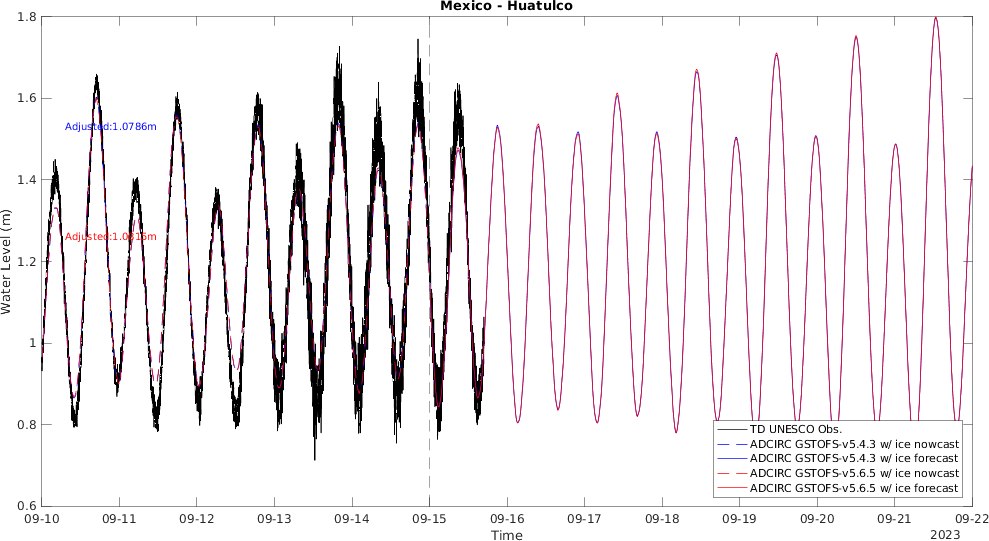 Mexico - Huatulco
Water Level (m)
1.8
1.6
1.4
1.2
1
0.8
0.6
Adjusted:1.0786m
TD UNESCO Obs.
ADCIRC GSTOFS-v5.4.3 w/ ice nowcast
ADCIRC GSTOFS-v5.4.3 w/ ice forecast
ADCIRC GSTOFS-v5.6.5 w/ ice nowcast
ADCIRC GSTOFS-v5.6.5 w/ ice forecast
09-10 09-11 09-12 09-13 09-14 09-15 09-16 09-17 09-18 09-19 09-20 09-21 09-22
Time
2023